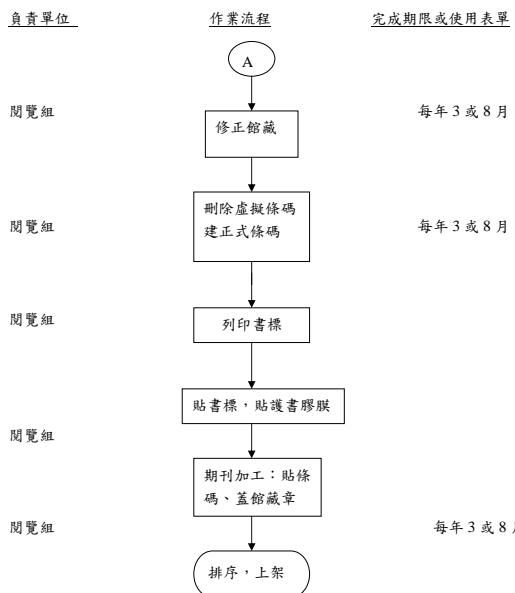 負責單位 作業流程 完成期限或使用表單
A
閱覽組 修正館藏 每年 3 或 8 月
刪除虛擬條碼
閱覽組 建正式條碼 每年 3 或 8 月
閱覽組 列印書標
貼書標，貼護書膠膜
閱覽組
期刊加工：貼條
碼、蓋館藏章
閱覽組 每年 3 或 8 月
排序，上架